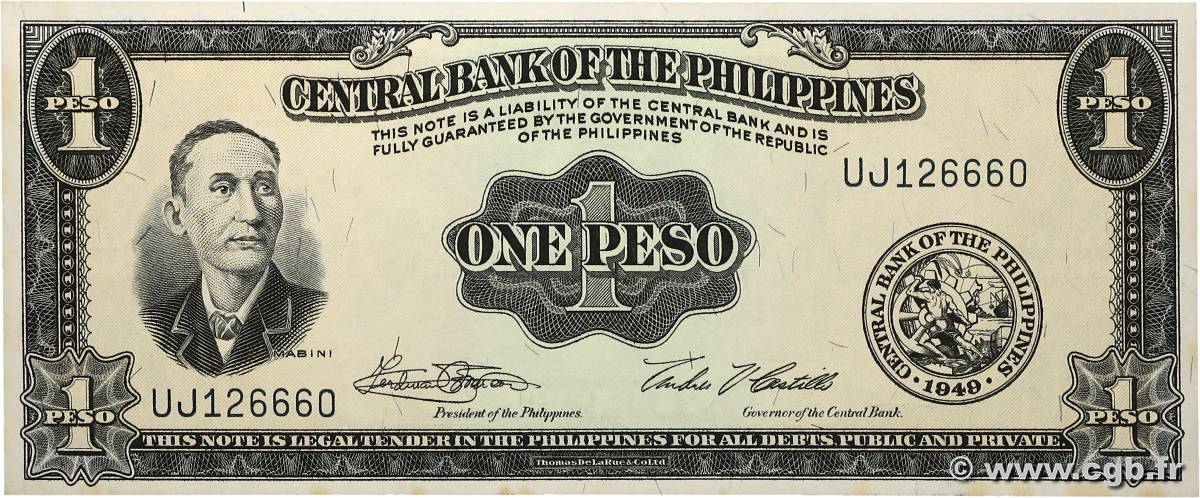 1
PESO
1
PESO
CENTRAL BANK OF THE PHILIPPINES
THIS NOTE IS A LIABILITY OF THE CENTRAL BANK AND IS
FULLY GUARANTEED BY THE GOVERNMENT OF THE REPUBLIC
OF THE PHILIPPINES
UJ126660
1
ONE PESO
CENTRAL BANK OF THE PHILIPPINES
· 1949 ·
MABINI
UJ126660
President of the Philippines.
Governor of the Central Bank.
1
PESO
1
PESO
THIS NOTE IS LEGAL TENDER IN THE PHILIPPINES FOR ALL DEBTS, PUBLIC AND PRIVATE.
Thomas De La Rue & Co Ltd
© www.cgb.fr